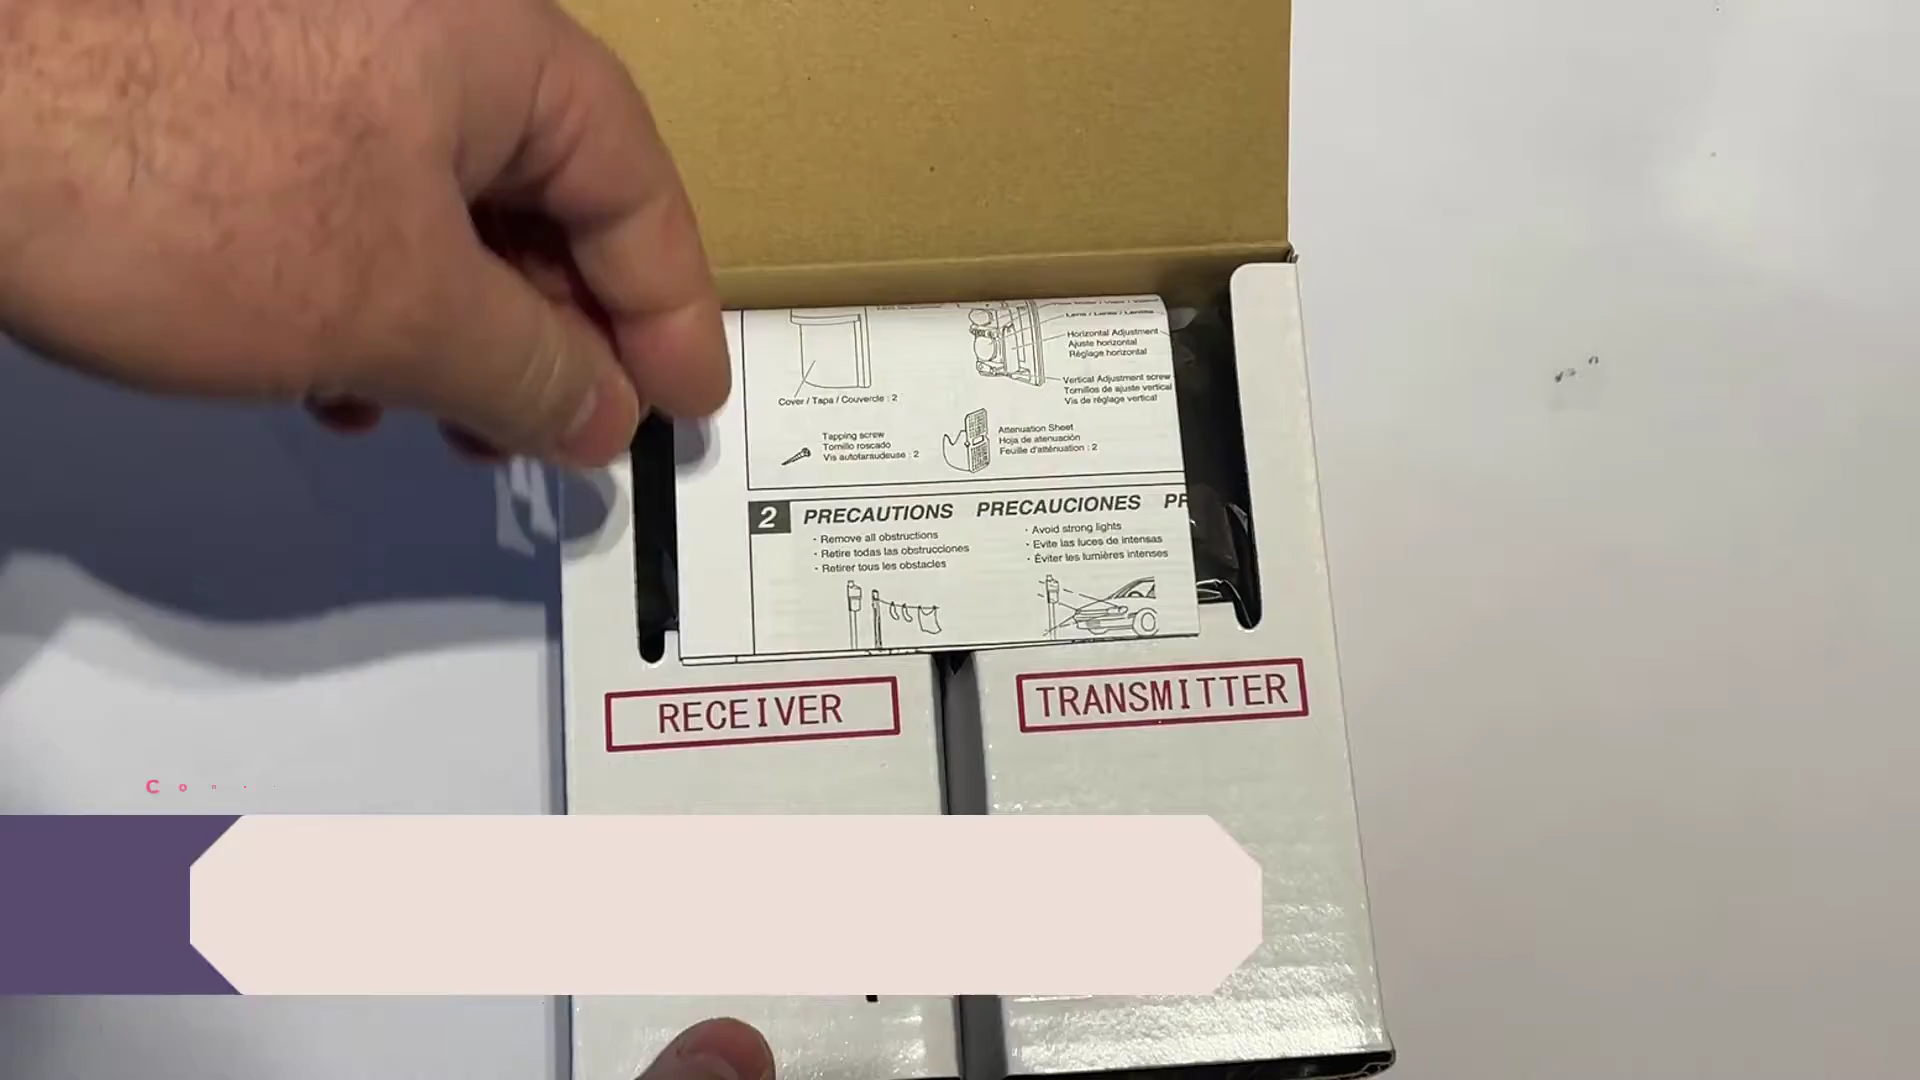 Horizontal Adjustment
Ajuste horizontal
Réglage horizontal
Vertical Adjustment screw
Tornillos de ajuste vertical
Vis de réglage vertical
Cover / Tapa / Couvercle : 2
Tapping screw
Tornillo roscado
Vis autotaraudeuse : 2
Attenuation Sheet
Hoja de atenuación
Feuille d'atténuation : 2
2 PRECAUTIONS PRECAUCIONES PR
· Remove all obstructions
· Retire todas las obstrucciones
· Retirer tous les obstacles
· Avoid strong lights
· Evite las luces de intensas
· Éviter les lumières intenses
RECEIVER
TRANSMITTER
Con